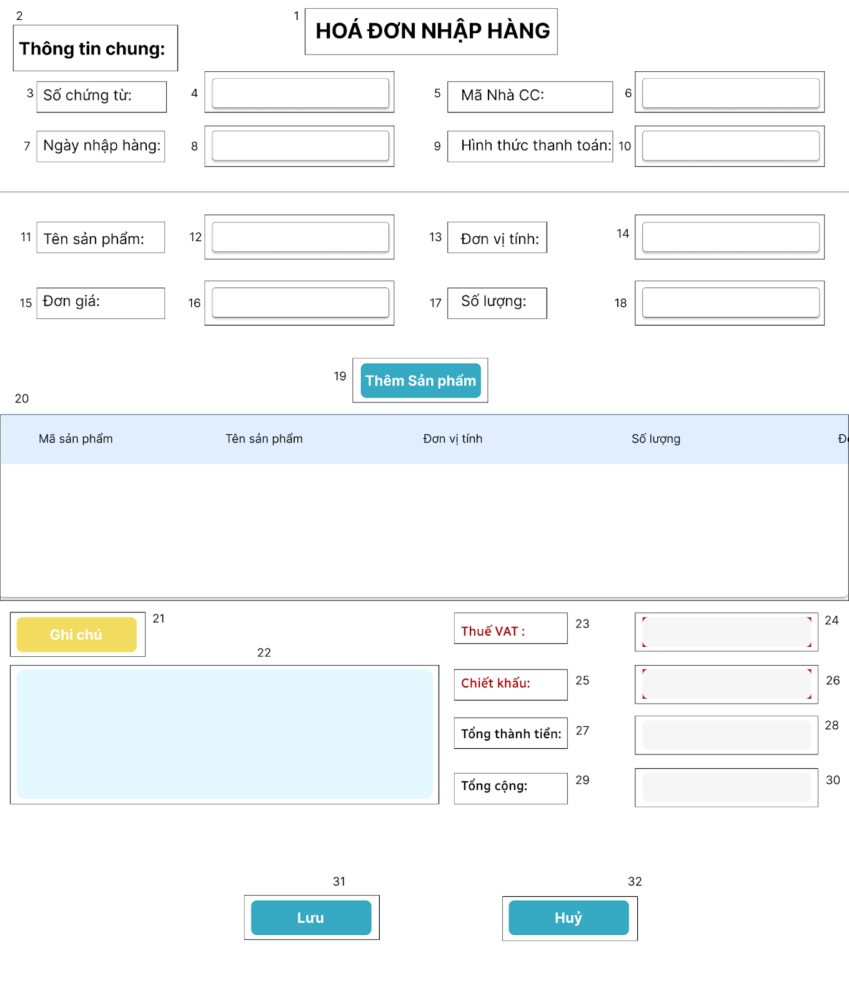 2
1
HOÁ ĐƠN NHẬP HÀNG
Thông tin chung:
3 Số chứng từ: 4 5 Mã Nhà CC: 6
7 Ngày nhập hàng: 8 9 Hình thức thanh toán: 10
11 Tên sản phẩm: 12 13 Đơn vị tính: 14
15 Đơn giá: 16 17 Số lượng: 18
19 Thêm Sản phẩm
20
Mã sản phẩm Tên sản phẩm Đơn vị tính Số lượng
Ghi chú 21
22
Thuế VAT : 23 24
Chiết khấu: 25 26
Tổng thành tiền: 27 28
Tổng cộng: 29 30
31 32
Lưu Huỷ